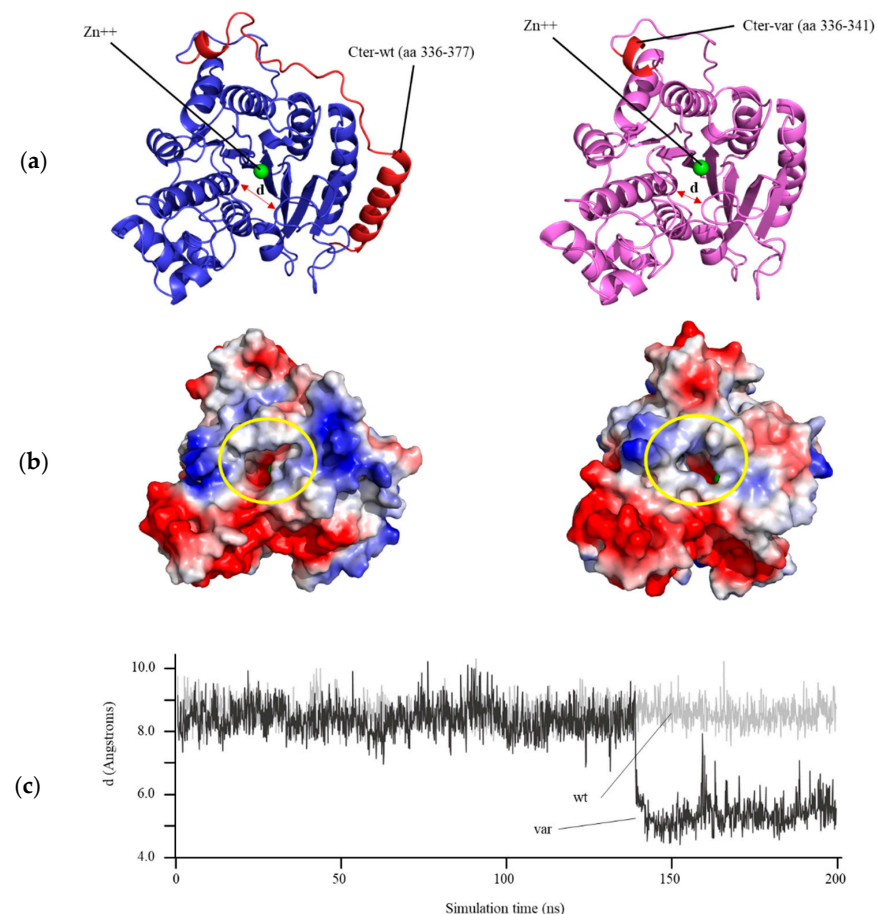 Zn++
Cter-wt (aa 336-377)
d
Zn++
Cter-var (aa 336-341)
d
(a)
(b)
(c)
d (Angstroms)
10.0
8.0
6.0
4.0
wt
var
0
50
100
150
200
Simulation time (ns)